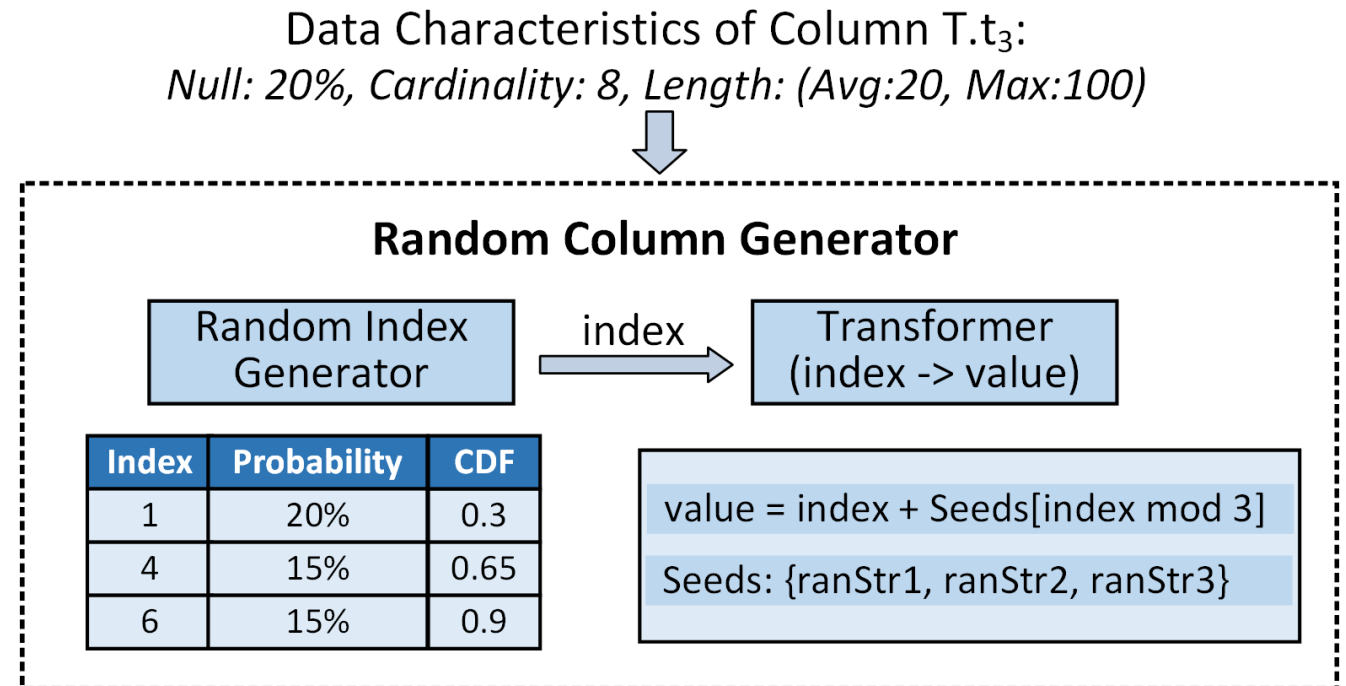 Data Characteristics of Column T.t₃:
Null: 20%, Cardinality: 8, Length: (Avg:20, Max:100)
Random Column Generator
Random Index
Generator
index
Transformer
(index -> value)
Index Probability CDF
1 20% 0.3
4 15% 0.65
6 15% 0.9
value = index + Seeds[index mod 3]
Seeds: {ranStr1, ranStr2, ranStr3}